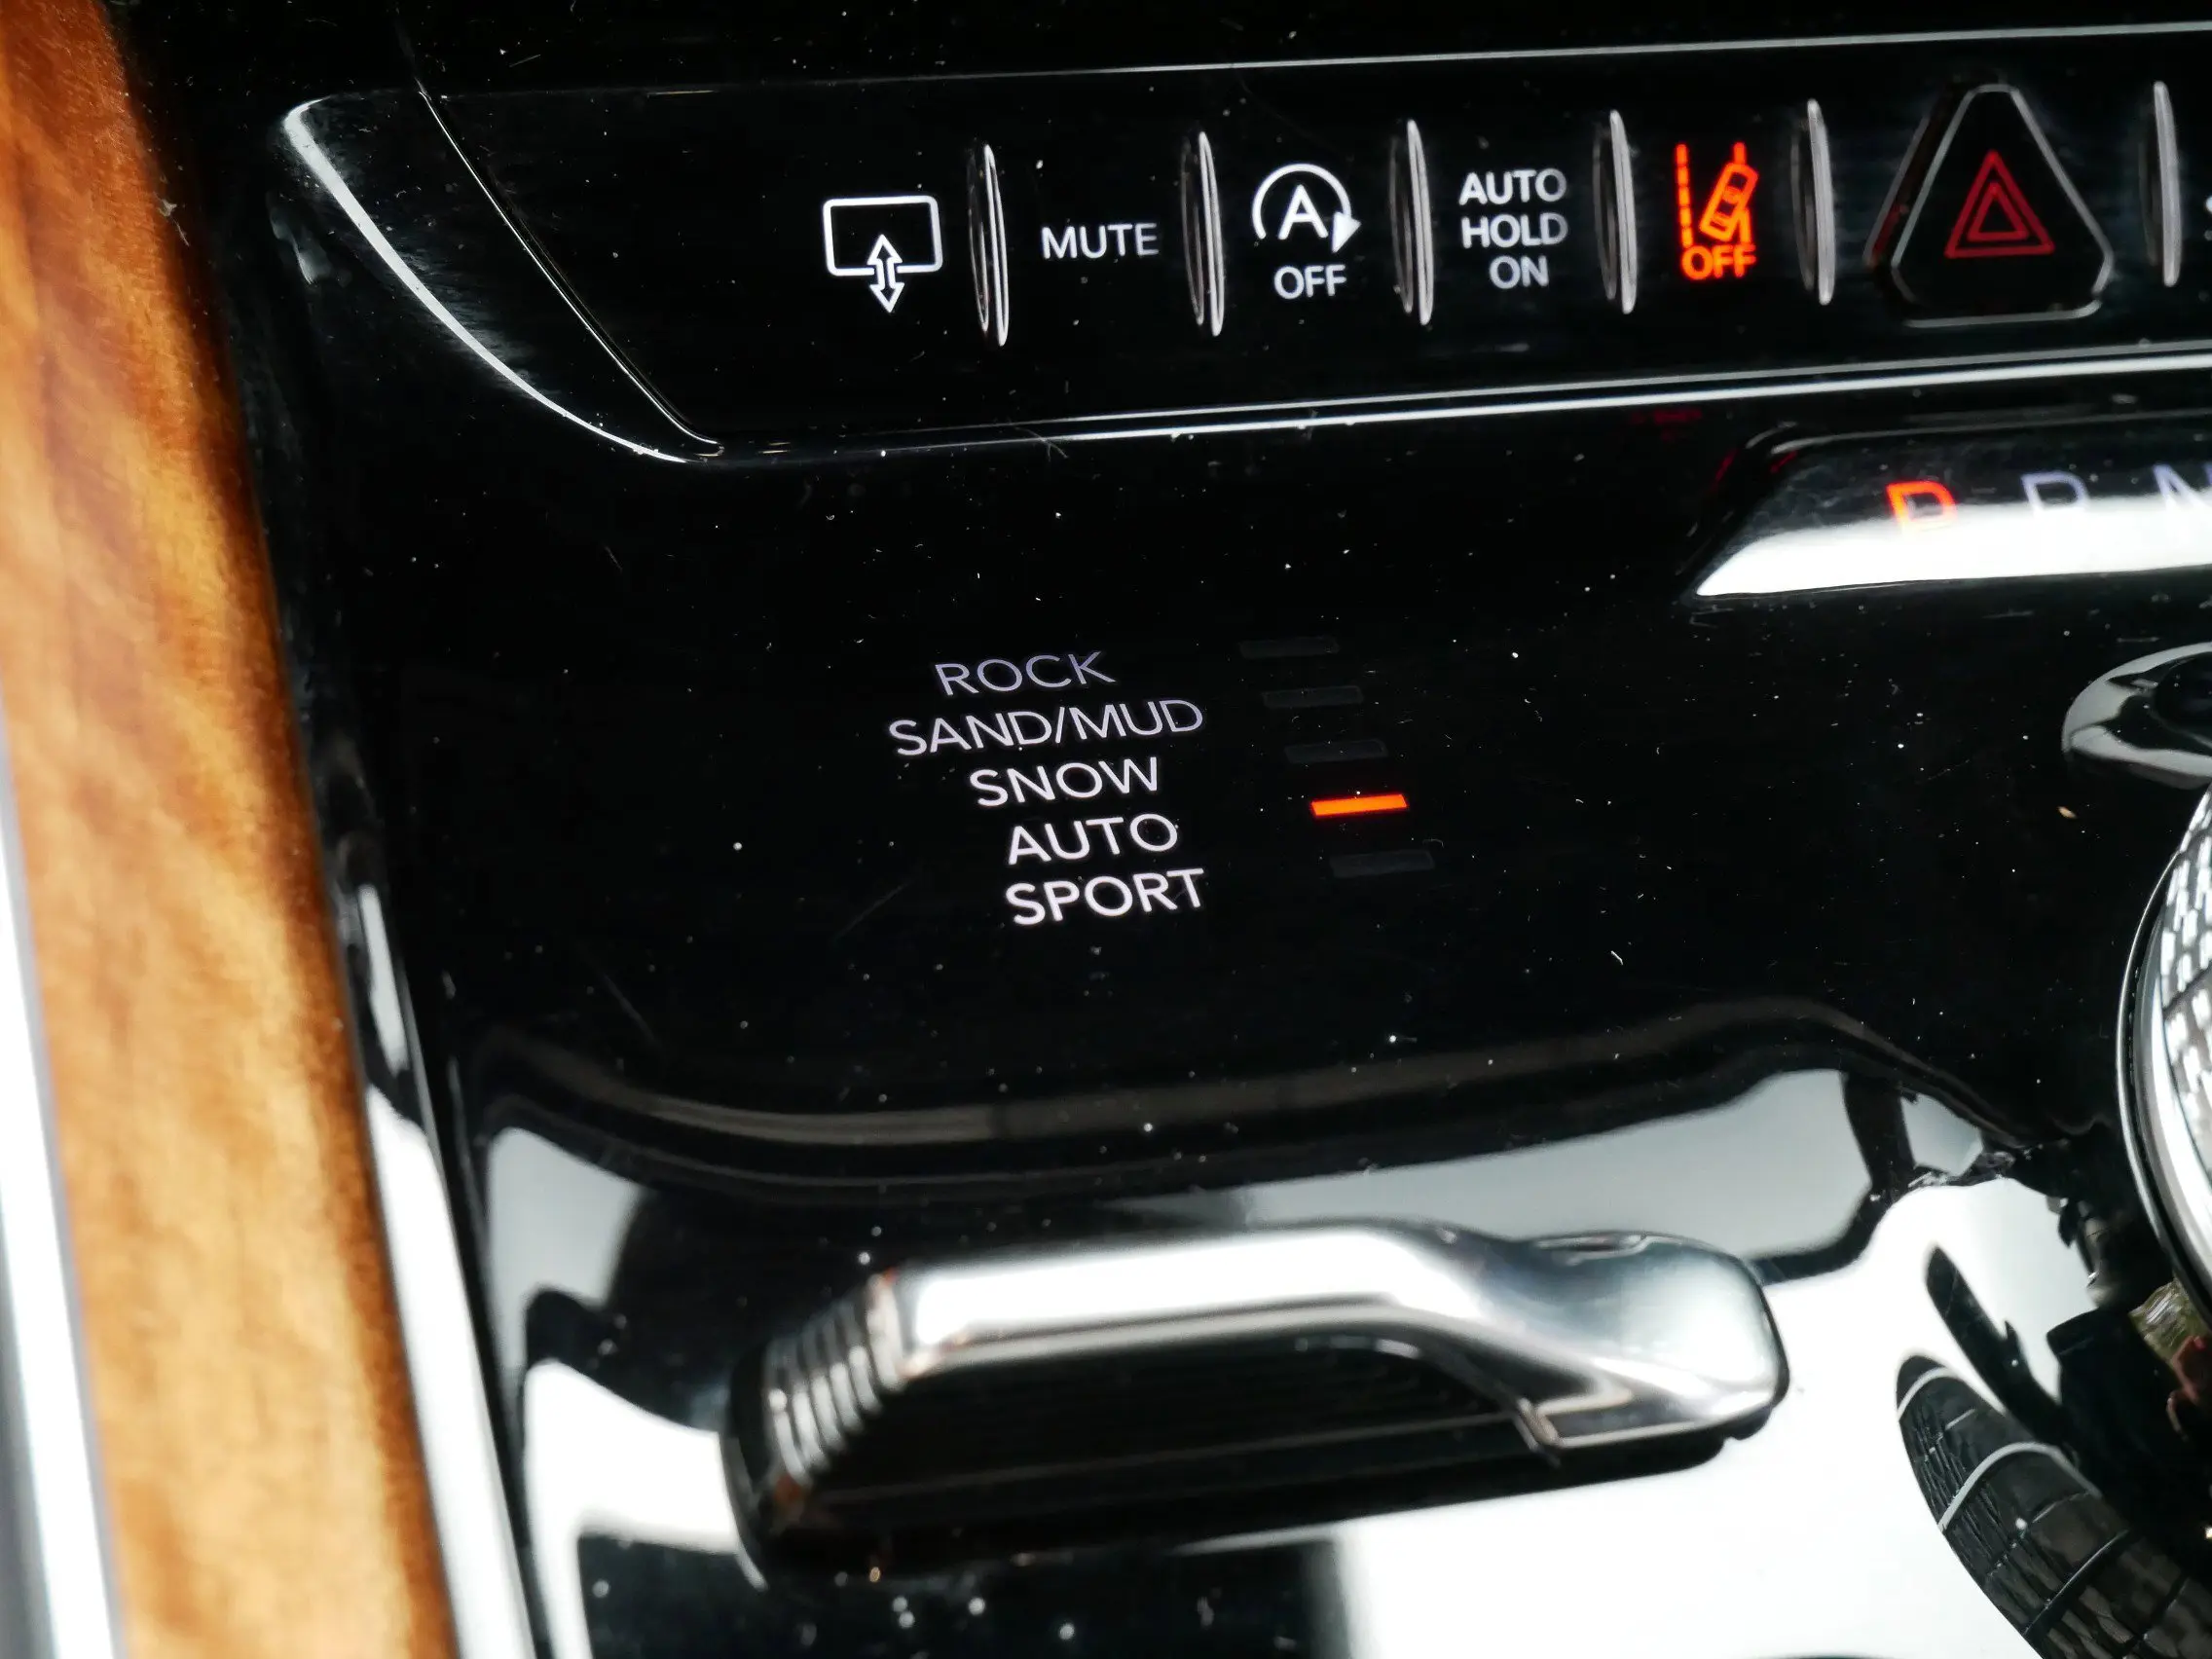 MUTE
A
OFF
AUTO
HOLD
ON
OFF
P R N
ROCK
SAND/MUD
SNOW
AUTO
SPORT